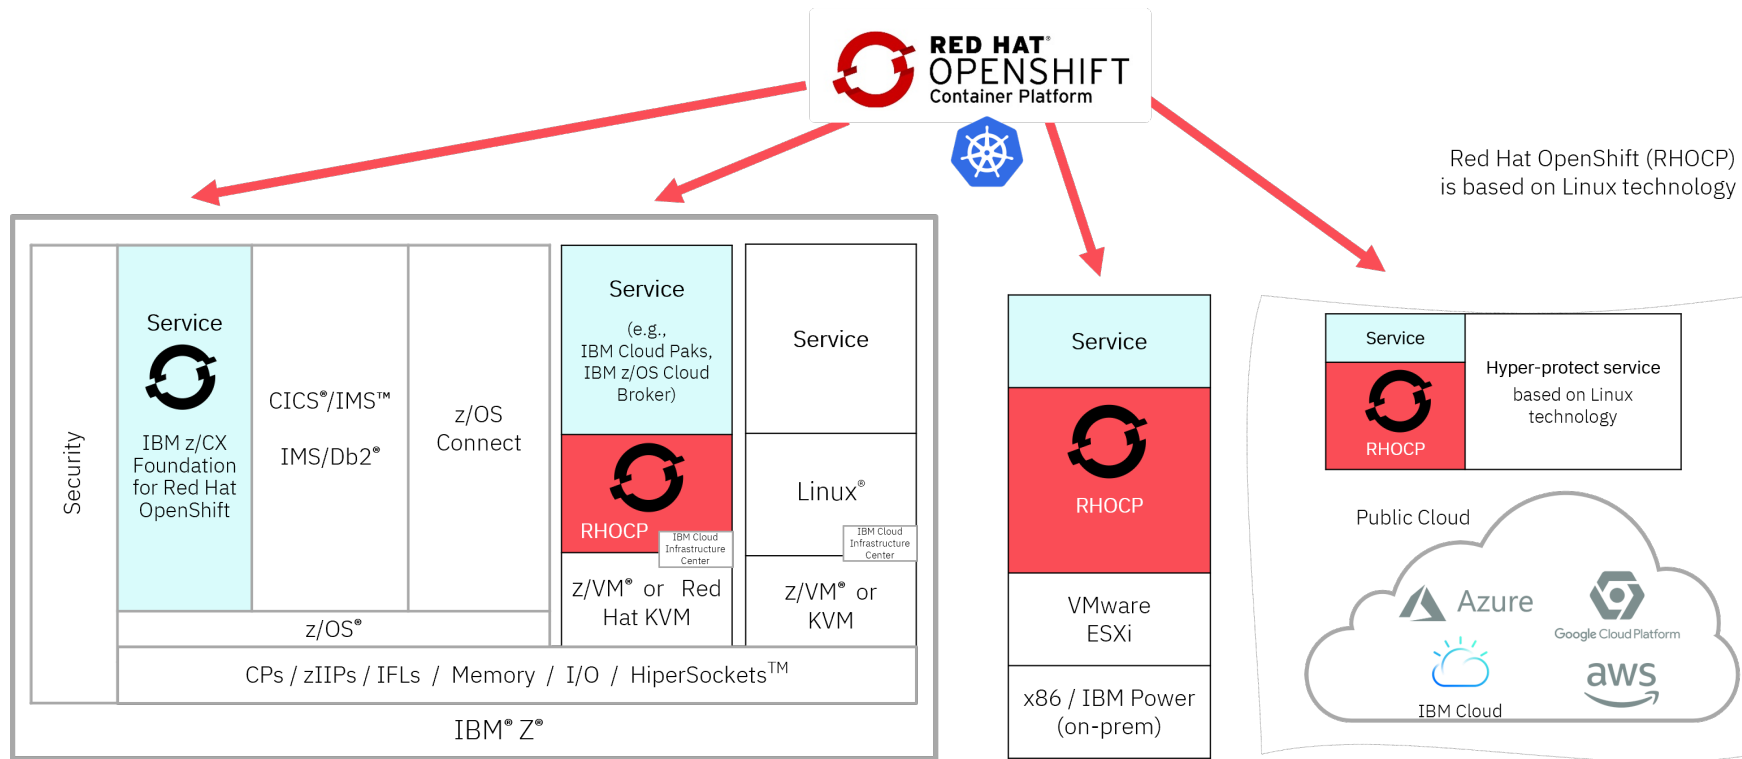 RED HAT®
OPENSHIFT
Container Platform
Red Hat OpenShift (RHOCP)
is based on Linux technology
Security
Service
IBM z/CX
Foundation
for Red Hat
OpenShift
CICS®/IMS™
IMS/Db2®
z/OS
Connect
z/OS®
Service
(e.g.,
IBM Cloud Paks,
IBM z/OS Cloud
Broker)
RHOCP
IBM Cloud
Infrastructure
Center
z/VM® or Red
Hat KVM
Service
Linux®
IBM Cloud
Infrastructure
Center
z/VM® or
KVM
CPs / zIIPs / IFLs / Memory / I/O / HiperSockets™
IBM® Z®
Service
RHOCP
VMware
ESXi
x86 / IBM Power
(on-prem)
Service
RHOCP
Hyper-protect service
based on Linux
technology
Public Cloud
Azure
Google Cloud Platform
IBM Cloud
aws